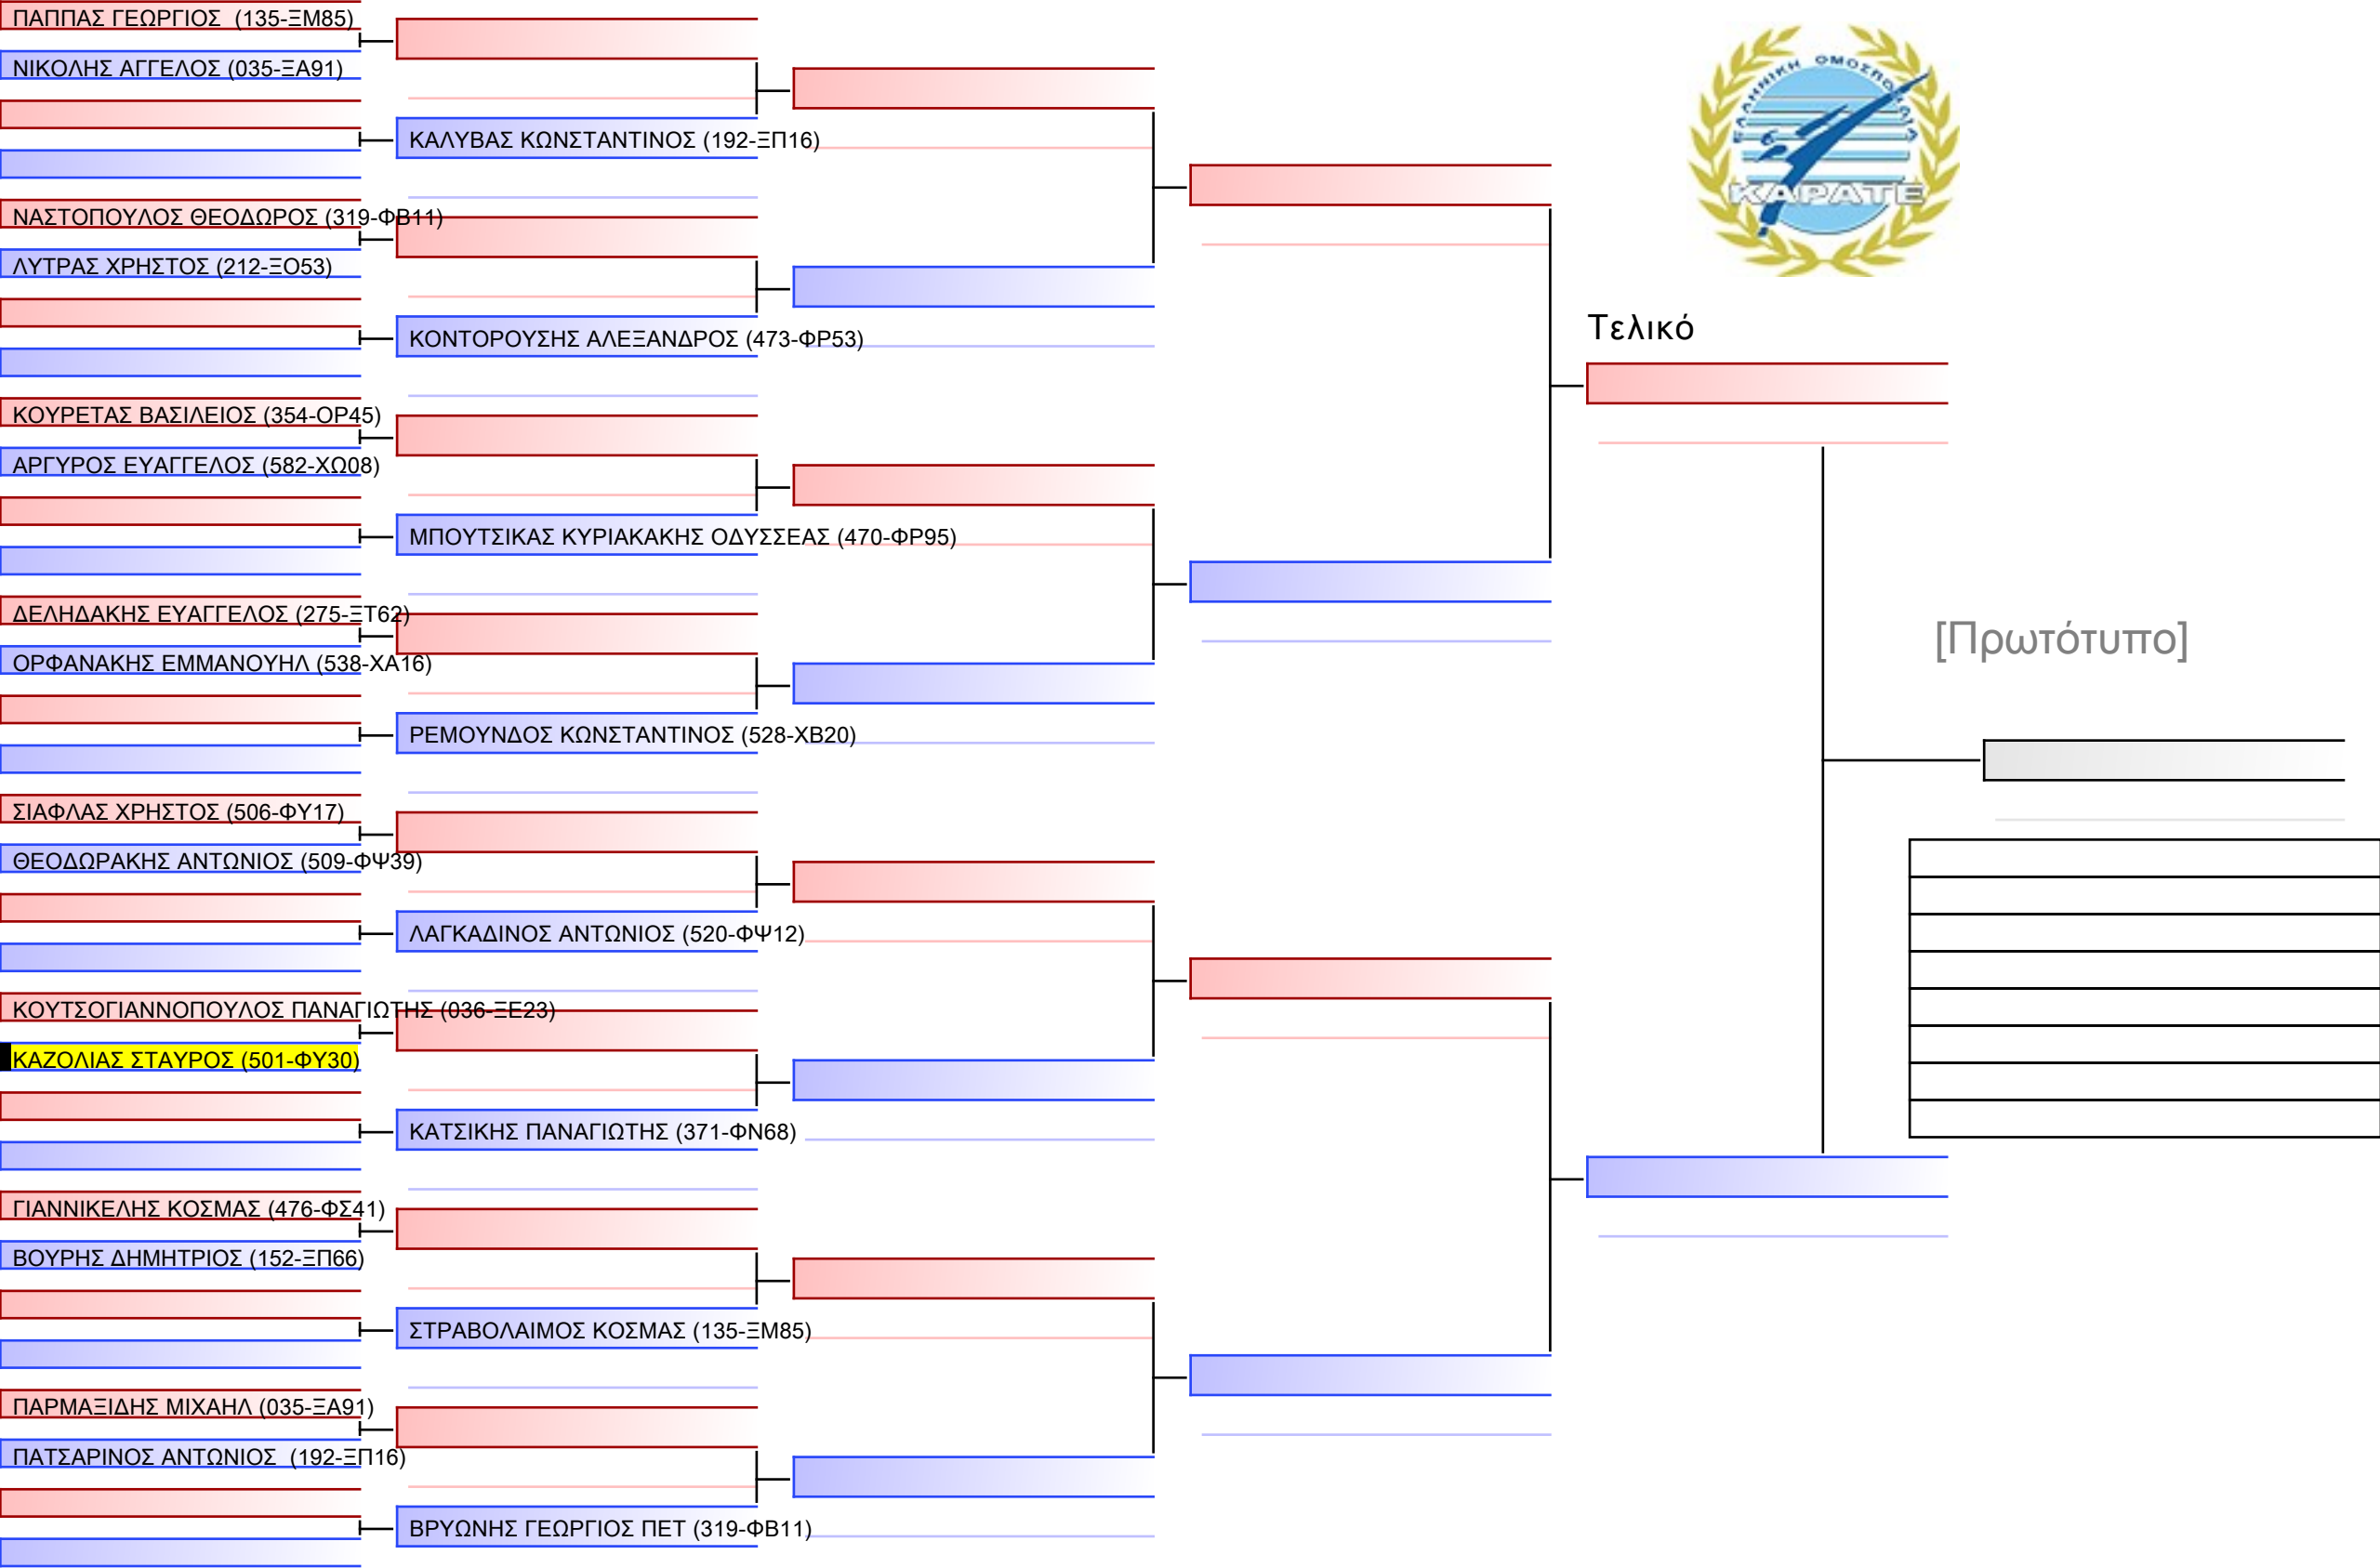 ΠΑΠΠΑΣ ΓΕΩΡΓΙΟΣ  (135-ΞΜ85)
ΝΙΚΟΛΗΣ ΑΓΓΕΛΟΣ (035-ΞΑ91)
ΚΑΛΥΒΑΣ ΚΩΝΣΤΑΝΤΙΝΟΣ (192-ΞΠ16)
ΝΑΣΤΟΠΟΥΛΟΣ ΘΕΟΔΩΡΟΣ (319-ΦΒ11)
ΛΥΤΡΑΣ ΧΡΗΣΤΟΣ (212-ΞΟ53)
ΚΟΝΤΟΡΟΥΣΗΣ ΑΛΕΞΑΝΔΡΟΣ (473-ΦΡ53)
ΚΟΥΡΕΤΑΣ ΒΑΣΙΛΕΙΟΣ (354-ΟΡ45)
ΑΡΓΥΡΟΣ ΕΥΑΓΓΕΛΟΣ (582-ΧΩ08)
ΜΠΟΥΤΣΙΚΑΣ ΚΥΡΙΑΚΑΚΗΣ ΟΔΥΣΣΕΑΣ (470-ΦΡ95)
ΔΕΛΗΔΑΚΗΣ ΕΥΑΓΓΕΛΟΣ (275-ΞΤ62)
ΟΡΦΑΝΑΚΗΣ ΕΜΜΑΝΟΥΗΛ (538-ΧΑ16)
ΡΕΜΟΥΝΔΟΣ ΚΩΝΣΤΑΝΤΙΝΟΣ (528-ΧΒ20)
ΣΙΑΦΛΑΣ ΧΡΗΣΤΟΣ (506-ΦΥ17)
ΘΕΟΔΩΡΑΚΗΣ ΑΝΤΩΝΙΟΣ (509-ΦΨ39)
ΛΑΓΚΑΔΙΝΟΣ ΑΝΤΩΝΙΟΣ (520-ΦΨ12)
ΚΟΥΤΣΟΓΙΑΝΝΟΠΟΥΛΟΣ ΠΑΝΑΓΙΩΤΗΣ (036-ΞΕ23)
ΚΑΖΟΛΙΑΣ ΣΤΑΥΡΟΣ (501-ΦΥ30)
ΚΑΤΣΙΚΗΣ ΠΑΝΑΓΙΩΤΗΣ (371-ΦΝ68)
ΓΙΑΝΝΙΚΕΛΗΣ ΚΟΣΜΑΣ (476-ΦΣ41)
ΒΟΥΡΗΣ ΔΗΜΗΤΡΙΟΣ (152-ΞΠ66)
ΣΤΡΑΒΟΛΑΙΜΟΣ ΚΟΣΜΑΣ (135-ΞΜ85)
ΠΑΡΜΑΞΙΔΗΣ ΜΙΧΑΗΛ (035-ΞΑ91)
ΠΑΤΣΑΡΙΝΟΣ ΑΝΤΩΝΙΟΣ  (192-ΞΠ16)
ΒΡΥΩΝΗΣ ΓΕΩΡΓΙΟΣ ΠΕΤ (319-ΦΒ11)
ΕΛΛΗΝΙΚΗ ΟΜΟΣΠΟΝΔΙΑ
ΚΑΡΑΤΕ
Τελικό
[Πρωτότυπο]